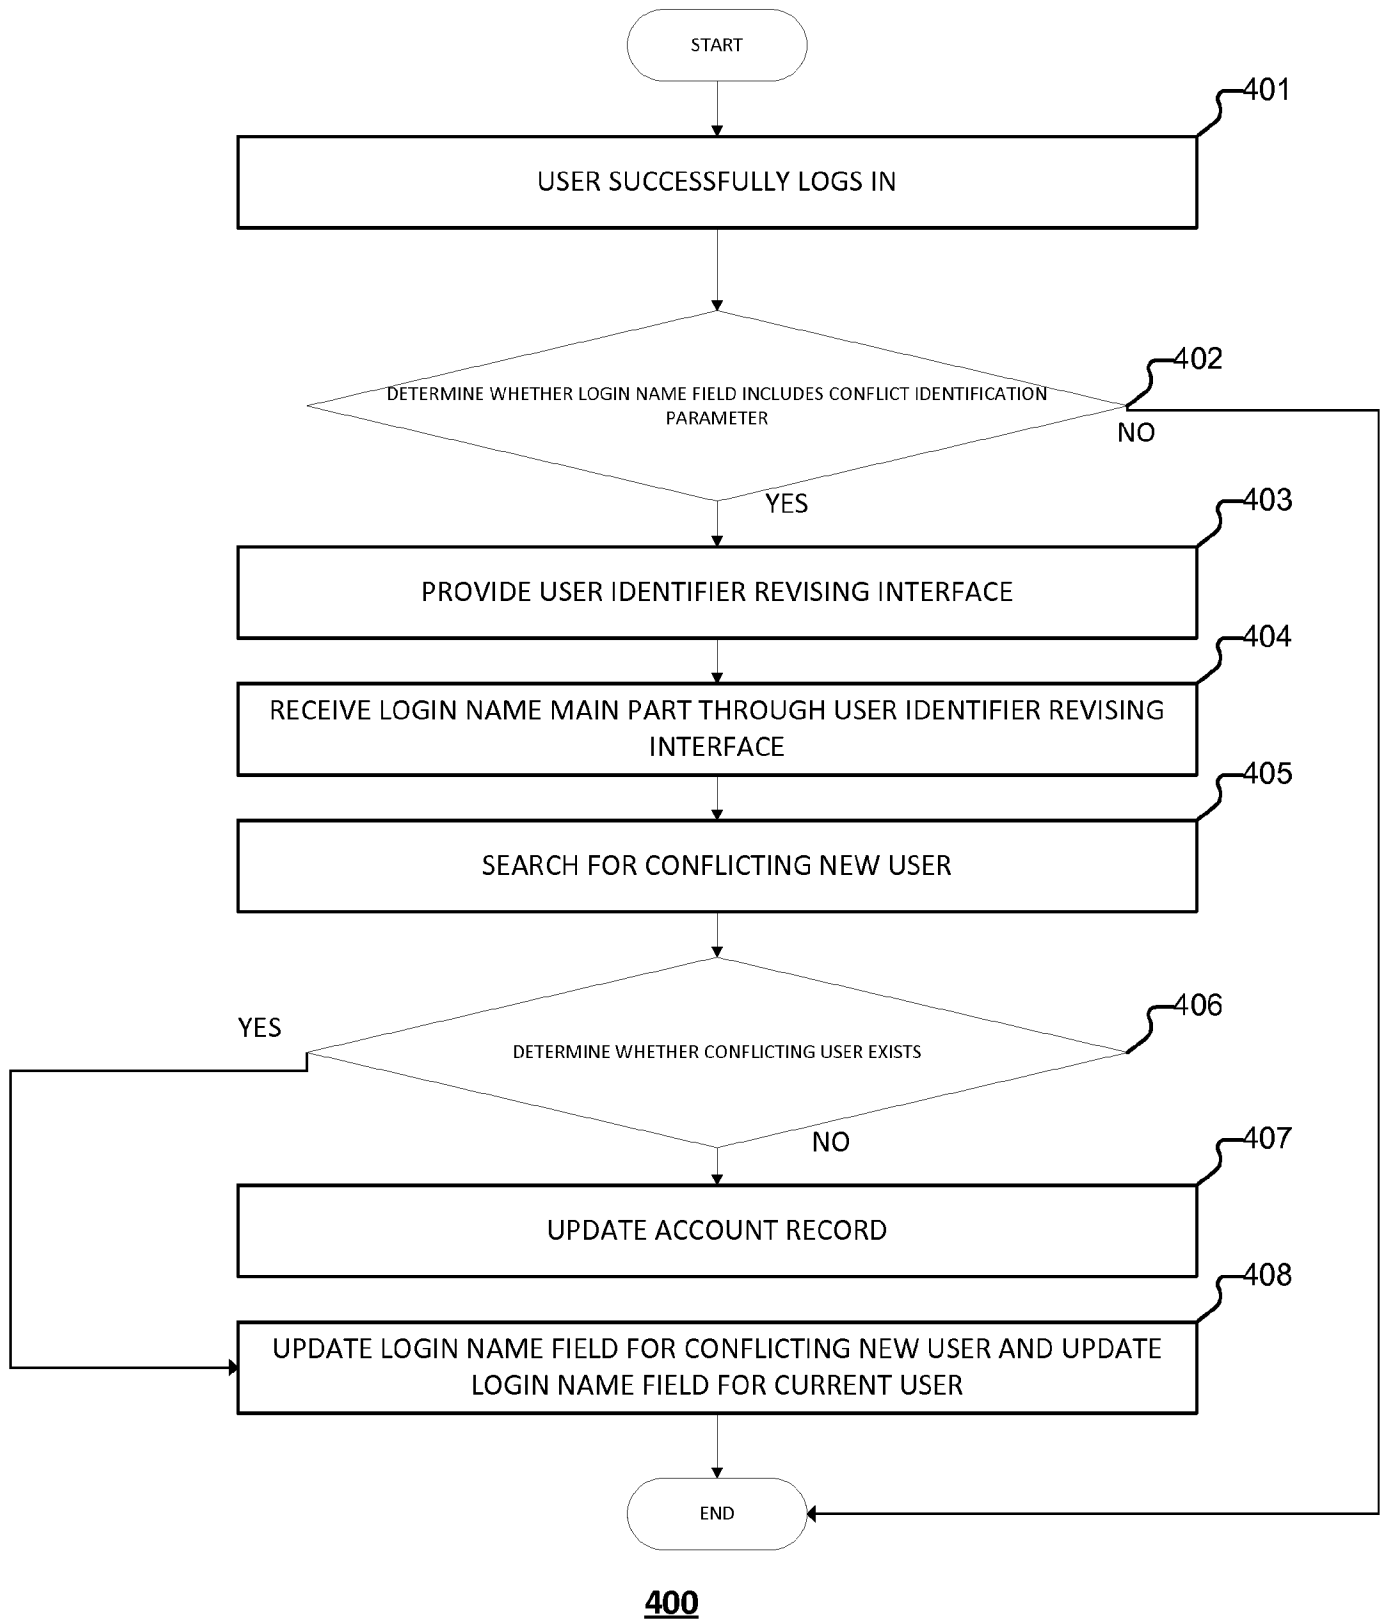 START
401
USER SUCCESSFULLY LOGS IN
402
DETERMINE WHETHER LOGIN NAME FIELD INCLUDES CONFLICT IDENTIFICATION
PARAMETER
NO
YES
403
PROVIDE USER IDENTIFIER REVISING INTERFACE
404
RECEIVE LOGIN NAME MAIN PART THROUGH USER IDENTIFIER REVISING
INTERFACE
405
SEARCH FOR CONFLICTING NEW USER
406
YES
DETERMINE WHETHER CONFLICTING USER EXISTS
NO
407
UPDATE ACCOUNT RECORD
408
UPDATE LOGIN NAME FIELD FOR CONFLICTING NEW USER AND UPDATE
LOGIN NAME FIELD FOR CURRENT USER
END
400